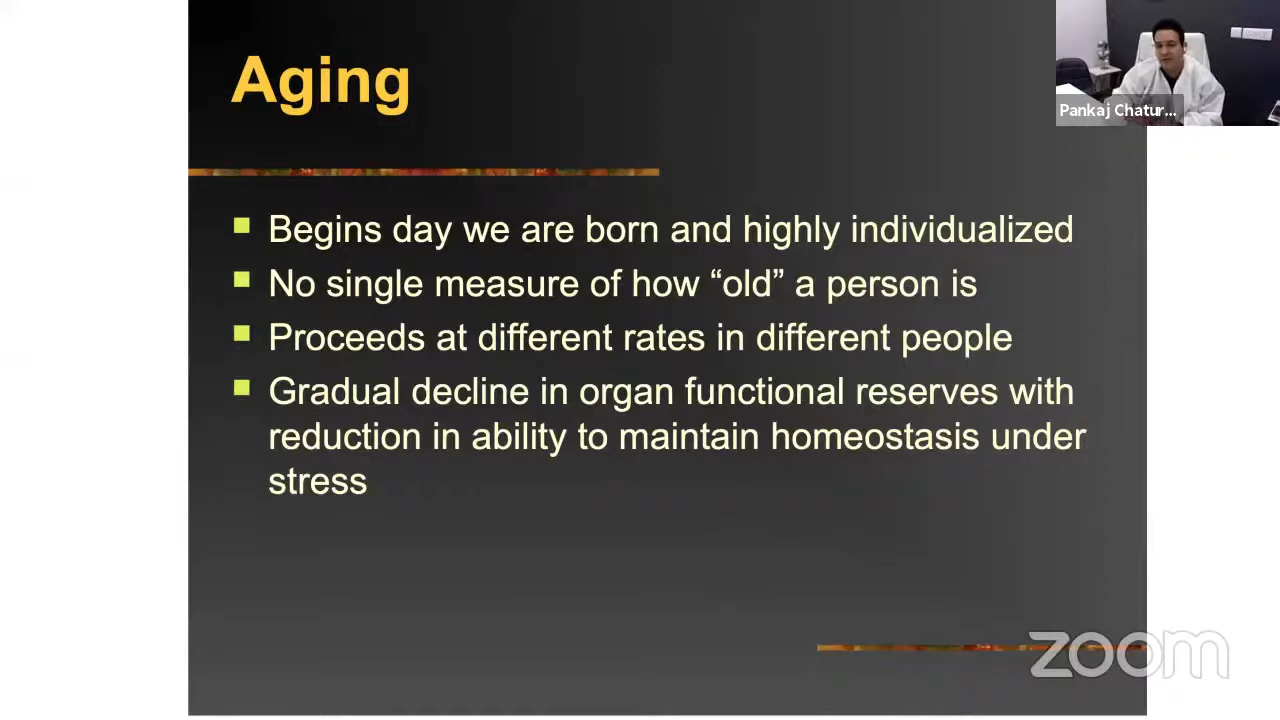 Aging
Pankaj Chatur...
Begins day we are born and highly individualized
No single measure of how “old” a person is
Proceeds at different rates in different people
Gradual decline in organ functional reserves with
reduction in ability to maintain homeostasis under
stress
zoom